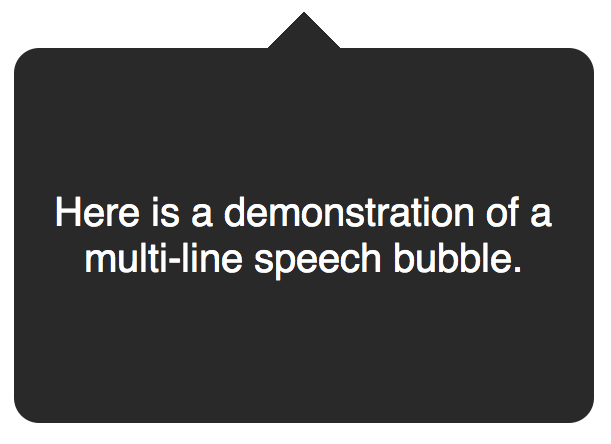 Here is a demonstration of a
multi-line speech bubble.